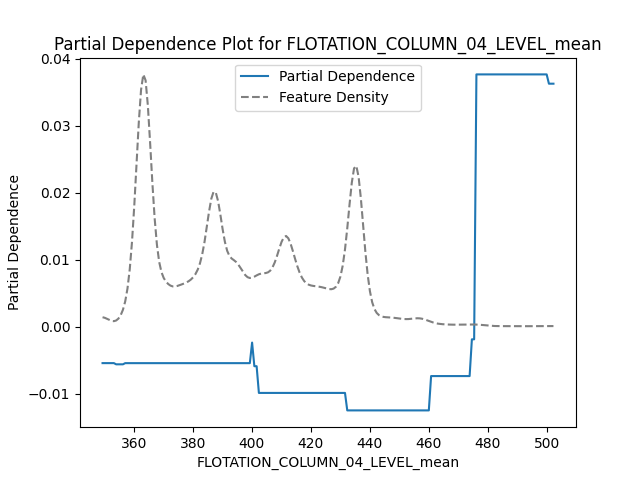 Partial Dependence Plot for FLOTATION_COLUMN_04_LEVEL_mean
Partial Dependence
Feature Density
0.04
0.03
0.02
0.01
0.00
−0.01
Partial Dependence
360 380 400 420 440 460 480 500
FLOTATION_COLUMN_04_LEVEL_mean